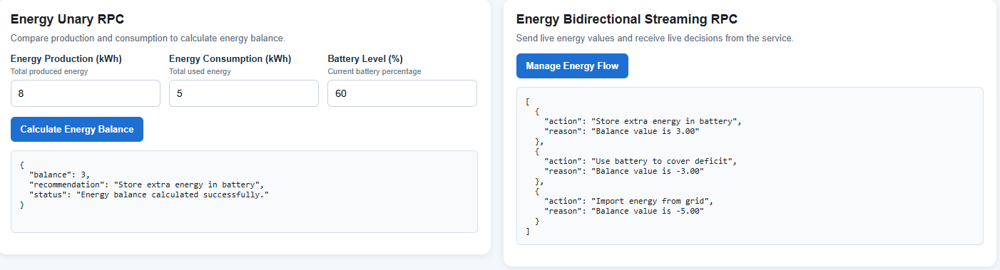 Energy Unary RPC
Compare production and consumption to calculate energy balance.
Energy Production (kWh)
Total produced energy
8
Energy Consumption (kWh)
Total used energy
5
Battery Level (%)
Current battery percentage
60
Calculate Energy Balance
{
  "balance": 3,
  "recommendation": "Store extra energy in battery",
  "status": "Energy balance calculated successfully."
}
Energy Bidirectional Streaming RPC
Send live energy values and receive live decisions from the service.
Manage Energy Flow
[
  {
    "action": "Store extra energy in battery",
    "reason": "Balance value is 3.00"
  },
  {
    "action": "Use battery to cover deficit",
    "reason": "Balance value is -3.00"
  },
  {
    "action": "Import energy from grid",
    "reason": "Balance value is -5.00"
  }
]